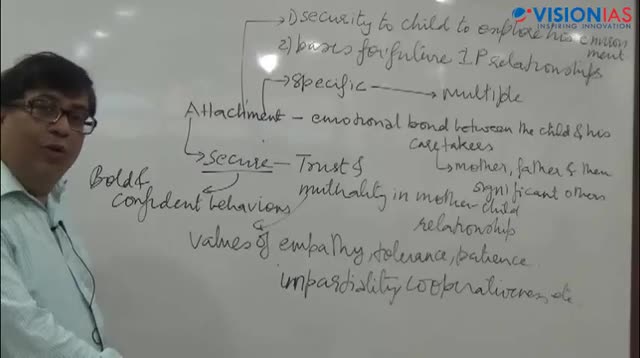 VISIONIAS
INSPIRING INNOVATION
1) security to child to explore his environment
2) bases for future I.P relationships
Specific → multiple
Attachment - emotional bond between the child & his caretakers
mother, father & then significant others
Secure - Trust & muthality in mother-child relationship
Bold & confident behaviors
values of empathy, tolerance, patience
impartiality, cooperativeness, etc